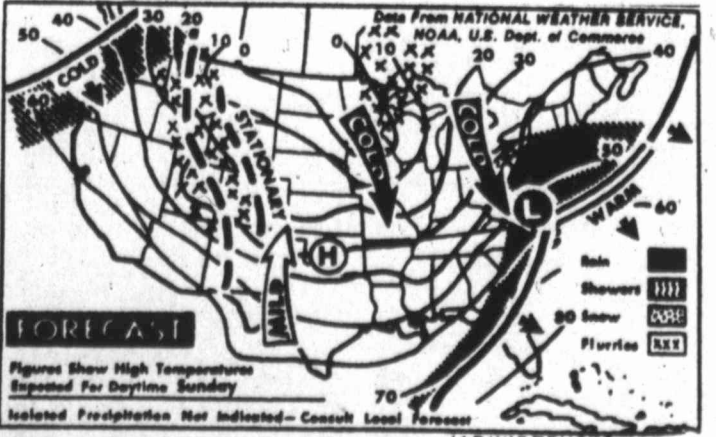 Data From NATIONAL WEATHER SERVICE,
NOAA, U.S. Dept. of Commerce
50 40 30 20 10 0
0 10 20 30 40
COLD
40
STATIONARY
COLD
COLD
50
L
WARM
60
H
MILD
80
70
Rain
Showers
Snow
Flurries
FORECAST
Figures Show High Temperatures
Expected For Daytime Sunday
Isolated Precipitation Not Indicated—Consult Local Forecast